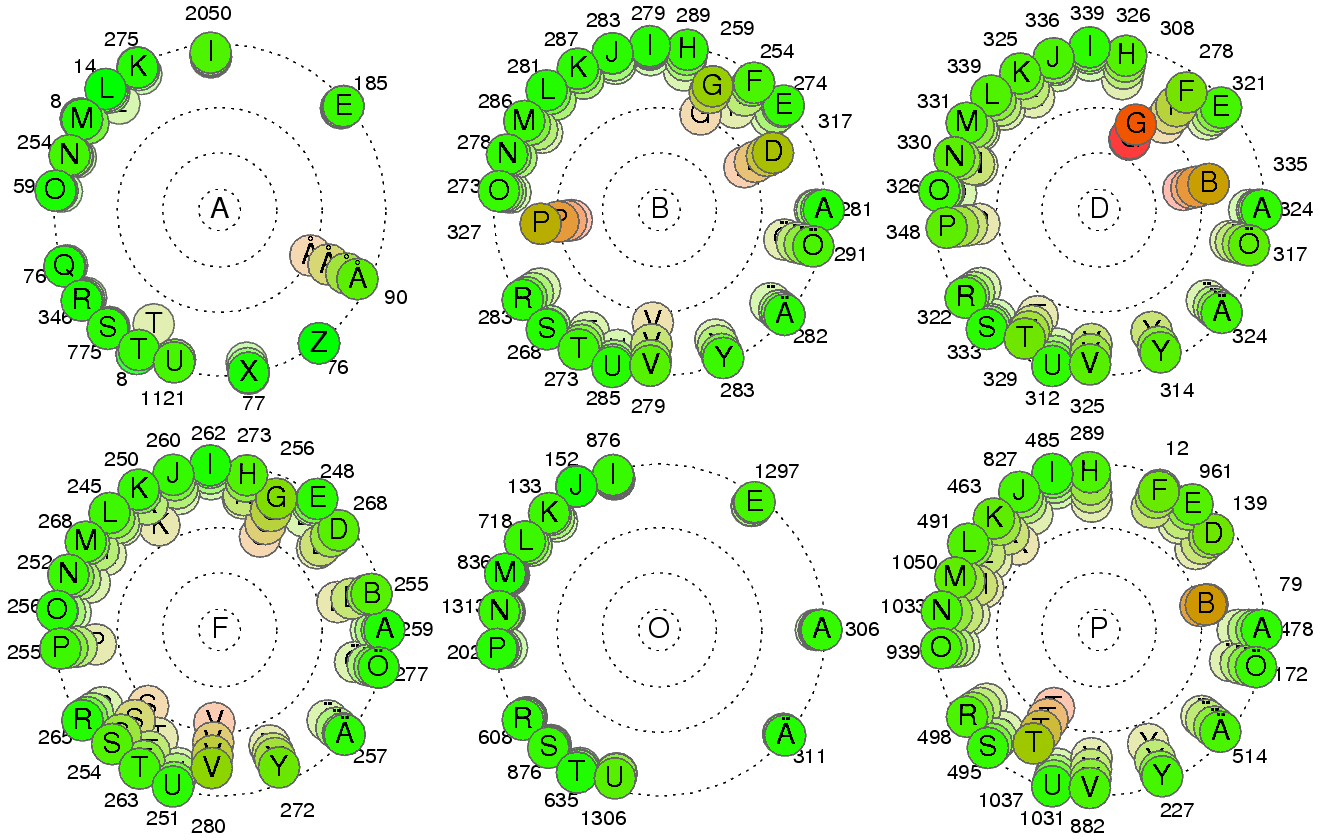 2050
275
K
I
14
L
185
E
8
M
254
N
59
O
A
Å
90
76
Q
346
R
775
S
T
T
8
U
1121
X
77
Z
76
279
283
289
287
259
281
254
286
274
278
317
273
K
J
I
H
L
G
F
M
G
E
N
D
O
P
B
A
281
327
Ö
291
R
Ä
283
282
S
V
268
T
U
V
Y
273
285
279
283
339
336
326
325
308
339
278
331
321
330
335
326
K
J
I
H
L
F
M
G
E
N
B
O
P
D
A
324
348
Ö
317
R
Ä
322
324
S
T
333
U
V
Y
329
314
312
325
262
260
273
250
256
245
248
268
268
252
256
K
J
I
H
L
G
E
M
K
D
N
B
255
O
F
A
259
P
P
255
Ö
277
R
S
Ä
265
S
V
257
254
T
U
V
Y
263
272
251
280
876
152
1297
133
I
J
K
E
718
L
836
M
1313
N
P
202
O
A
306
R
608
S
Ä
311
876
T
U
635
1306
485
289
12
827
961
463
139
491
1050
79
1033
K
J
I
H
F
E
L
D
M
N
B
O
P
A
478
939
Ö
172
R
T
Ä
498
S
T
Y
514
495
U
V
Y
1037
227
1031
882